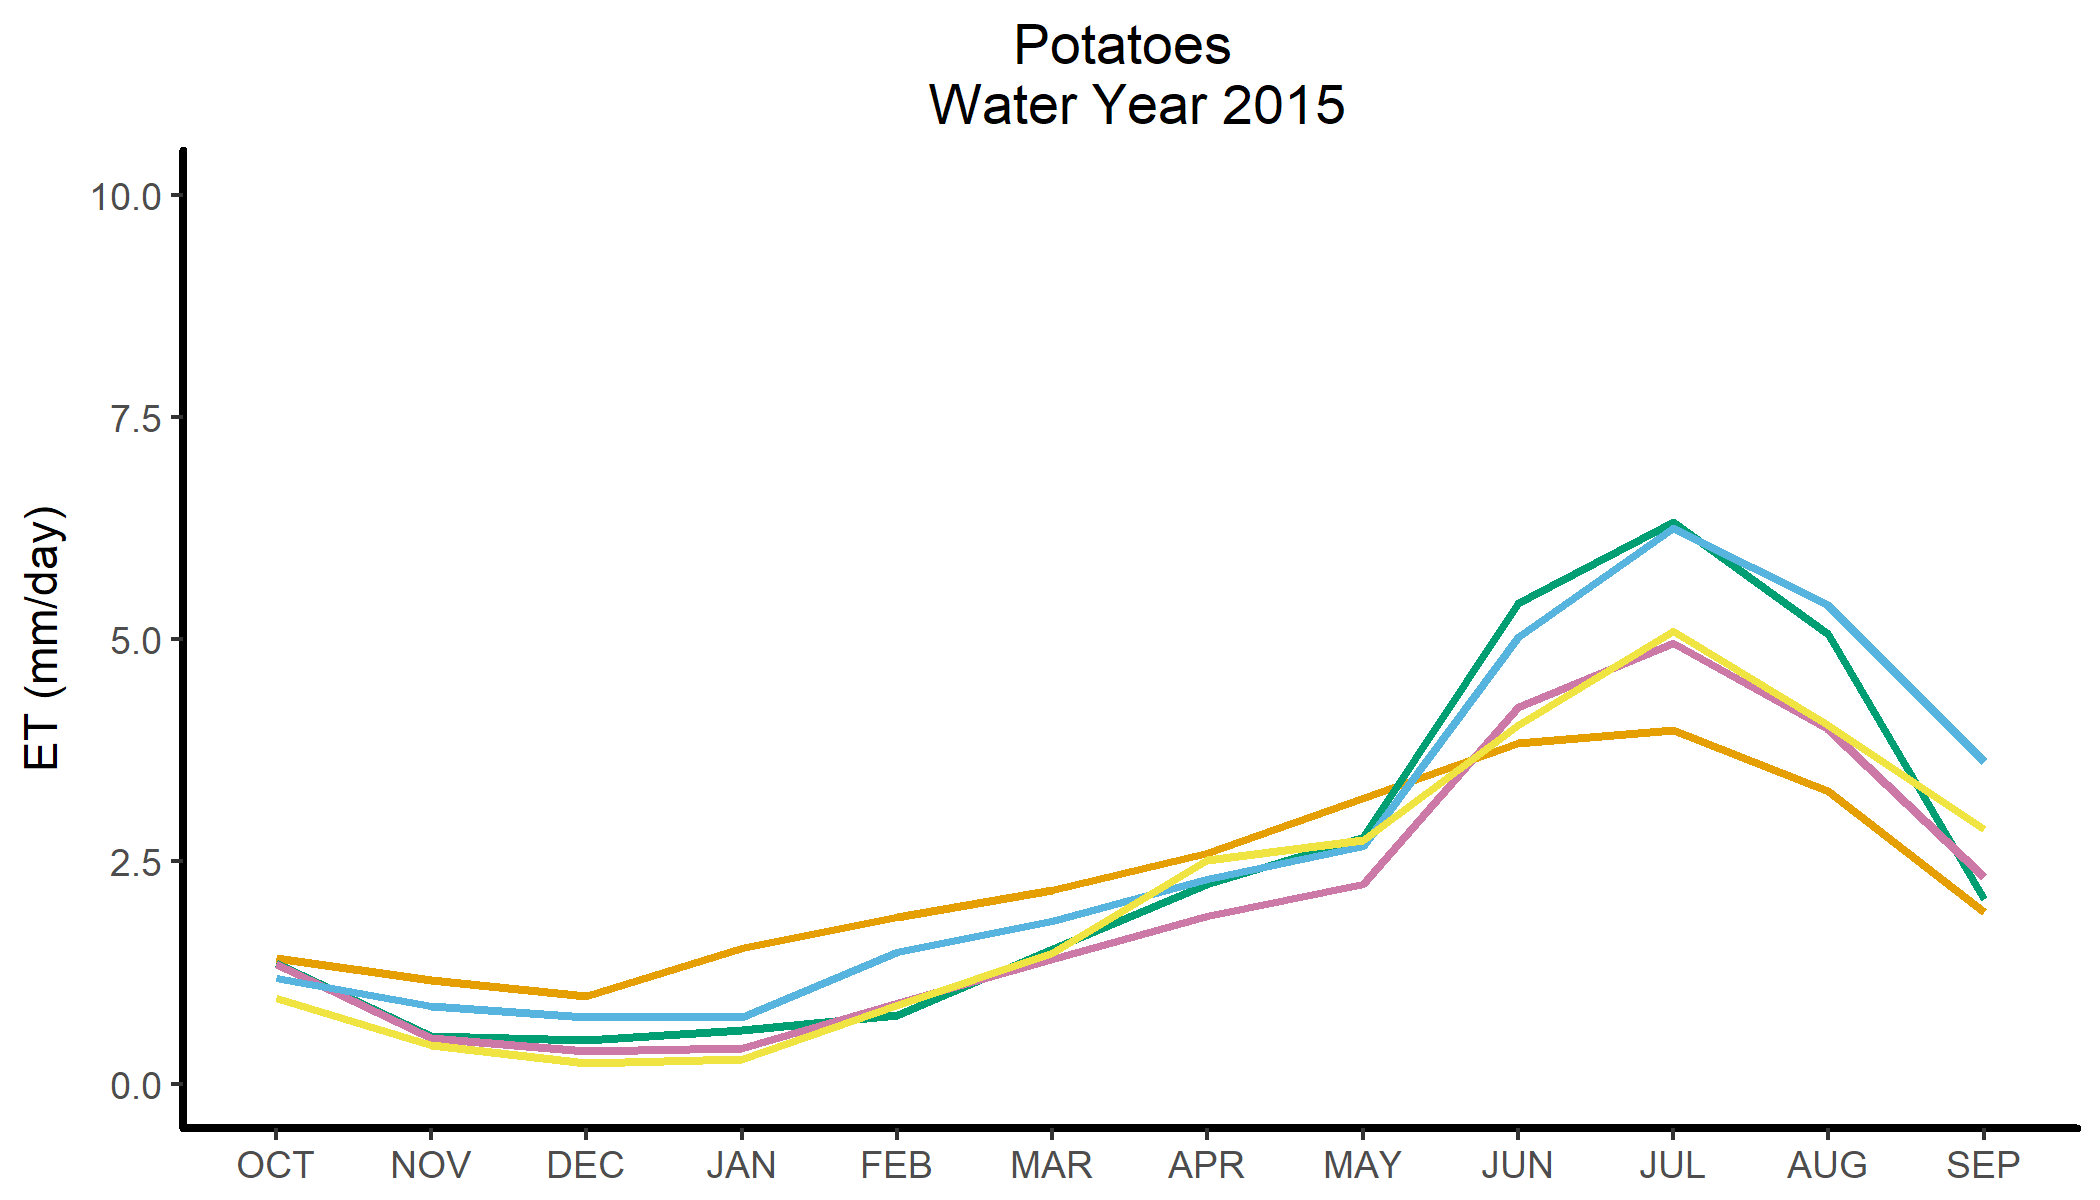 Potatoes
Water Year 2015
ET (mm/day)
10.0
7.5
5.0
2.5
0.0
OCT NOV DEC JAN FEB MAR APR MAY JUN JUL AUG SEP